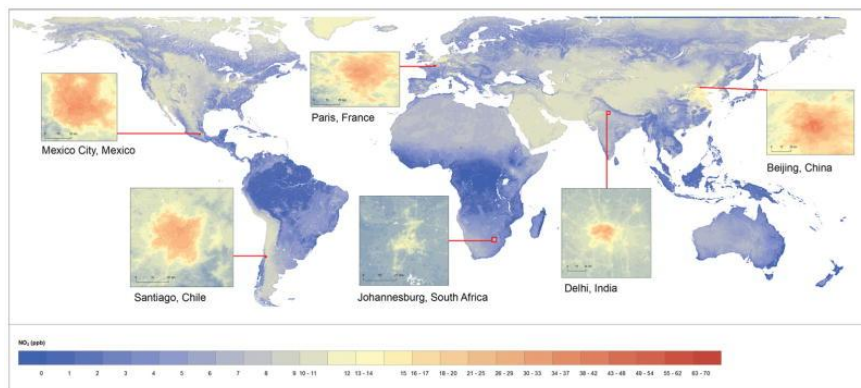 Paris, France
Mexico City, Mexico
Beijing, China
Santiago, Chile
Johannesburg, South Africa
Delhi, India
NO₂ (ppb)
0 1 2 3 4 5 6 7 8 9 10 - 11 12 13 - 14 15 16 - 17 18 - 20 21 - 25 26 - 29 30 - 33 34 - 37 38 - 42 43 - 48 49 - 54 55 - 62 63 - 70